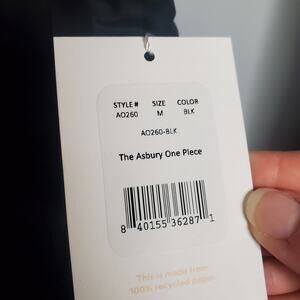 STYLE # SIZE COLOR
AO260 M BLK
AO260-BLK
The Asbury One Piece
8 40155 36287 1
This is made from
100% recycled paper